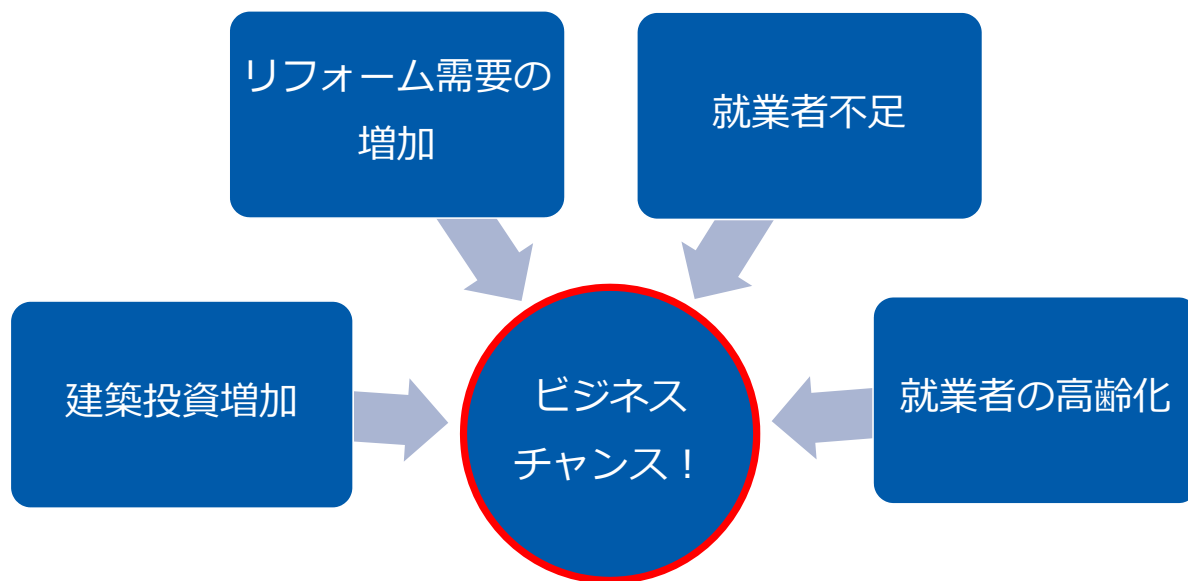 リフォーム需要の
増加
就業者不足
建築投資増加
ビジネス
チャンス！
就業者の高齢化